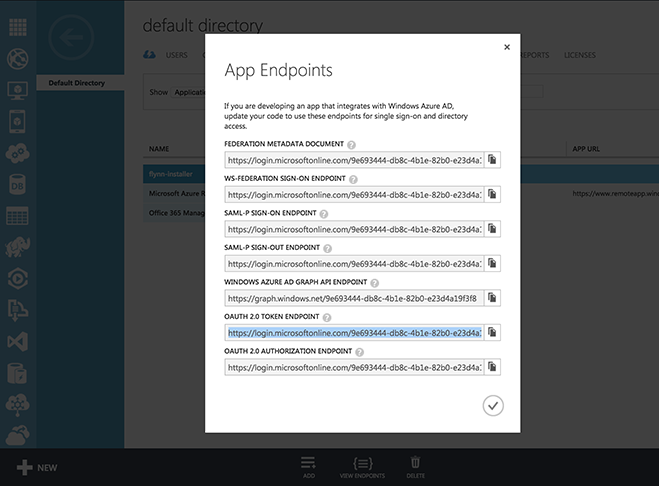 default directory
USERS
REPORTS
LICENSES
Default Directory
Show
NAME
APP URL
flynn-installer
Microsoft Azure R
https://www.remoteapp.win
Office 365 Manag
App Endpoints
If you are developing an app that integrates with Windows Azure AD,
update your code to use these endpoints for single sign-on and directory
access.
FEDERATION METADATA DOCUMENT
https://login.microsoftonline.com/9e693444-db8c-4b1e-82b0-e23d4a1
WS-FEDERATION SIGN-ON ENDPOINT
https://login.microsoftonline.com/9e693444-db8c-4b1e-82b0-e23d4a1
SAML-P SIGN-ON ENDPOINT
https://login.microsoftonline.com/9e693444-db8c-4b1e-82b0-e23d4a1
SAML-P SIGN-OUT ENDPOINT
https://login.microsoftonline.com/9e693444-db8c-4b1e-82b0-e23d4a1
WINDOWS AZURE AD GRAPH API ENDPOINT
https://graph.windows.net/9e693444-db8c-4b1e-82b0-e23d4a19f3f8
OAUTH 2.0 TOKEN ENDPOINT
https://login.microsoftonline.com/9e693444-db8c-4b1e-82b0-e23d4a1
OAUTH 2.0 AUTHORIZATION ENDPOINT
https://login.microsoftonline.com/9e693444-db8c-4b1e-82b0-e23d4a1
NEW
ADD
VIEW ENDPOINTS
DELETE